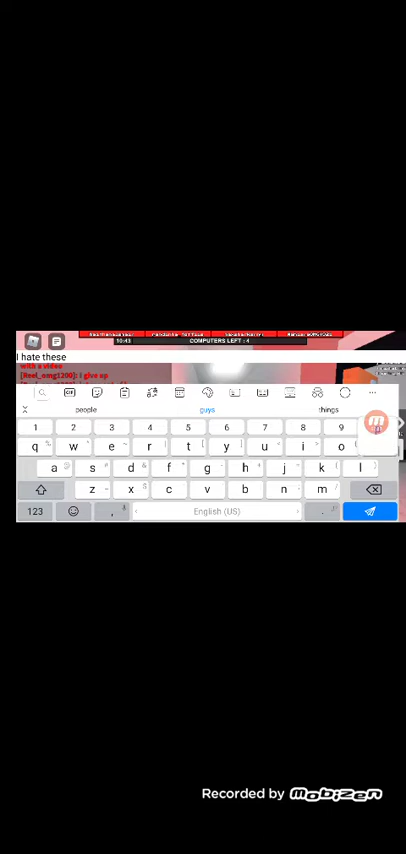 10:43 COMPUTERS LEFT : 4
I hate these
with a video
[Reel_omg1200]: I give up
GIF
people guys things
1 2 3 4 5 6 7 8 9
q w e r t y u i o
a s d f g h j k l
z x c v b n m
123 , English (US) .
Recorded by Mobizen